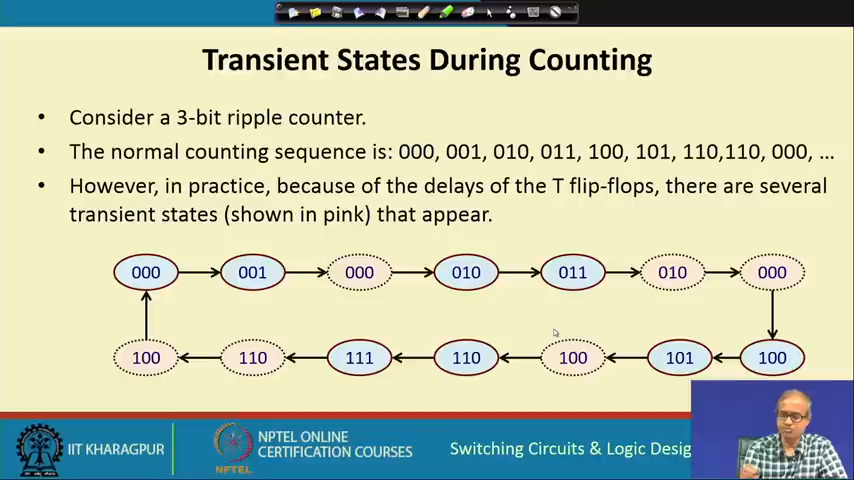 Transient States During Counting
• Consider a 3-bit ripple counter.
• The normal counting sequence is: 000, 001, 010, 011, 100, 101, 110,110, 000, ...
• However, in practice, because of the delays of the T flip-flops, there are several
transient states (shown in pink) that appear.
000 001 000 010 011 010 000
100 110 111 110 100 101 100
IIT KHARAGPUR
NPTEL
NPTEL ONLINE
CERTIFICATION COURSES
Switching Circuits & Logic Desig